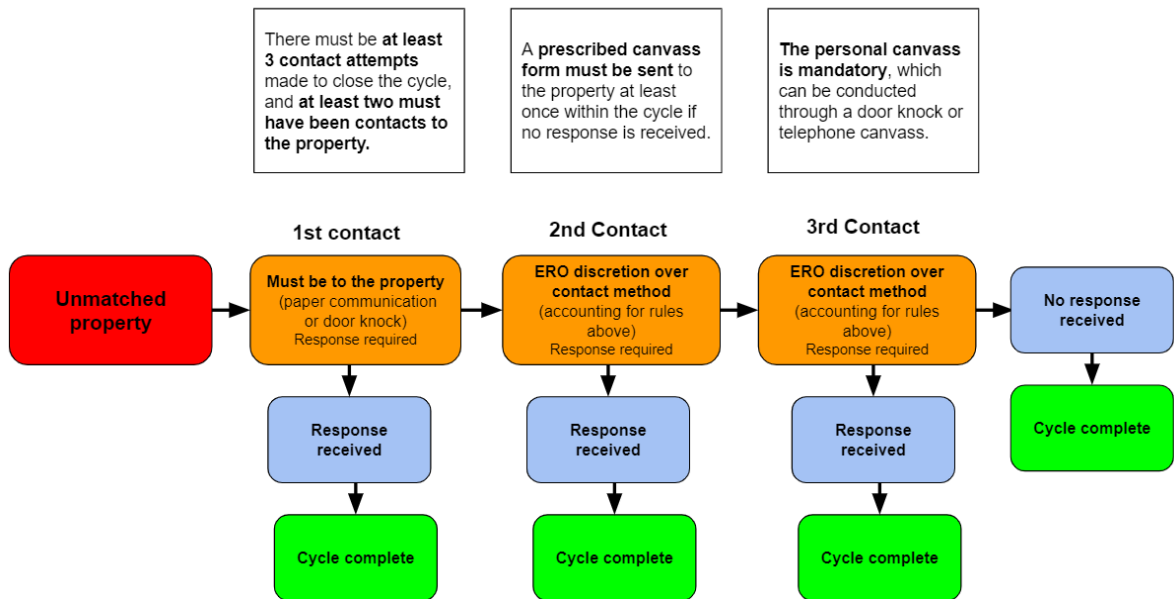 There must be at least
3 contact attempts
made to close the cycle,
and at least two must
have been contacts to
the property.
A prescribed canvass
form must be sent to
the property at least
once within the cycle if
no response is received.
The personal canvass
is mandatory, which
can be conducted
through a door knock or
telephone canvass.
1st contact
2nd Contact
3rd Contact
Unmatched
property
Must be to the property
(paper communication
or door knock)
Response required
ERO discretion over
contact method
(accounting for rules
above)
Response required
ERO discretion over
contact method
(accounting for rules
above)
Response required
No response
received
Response
received
Response
received
Response
received
Cycle complete
Cycle complete
Cycle complete
Cycle complete